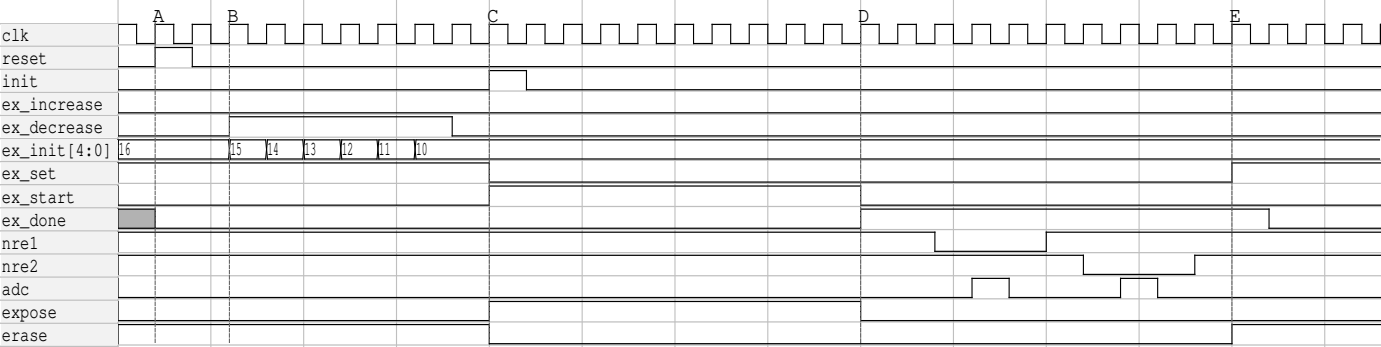 A B C D E
clk
reset
init
ex_increase
ex_decrease
ex_init[4:0] 16 15 14 13 12 11 10
ex_set
ex_start
ex_done
nre1
nre2
adc
expose
erase